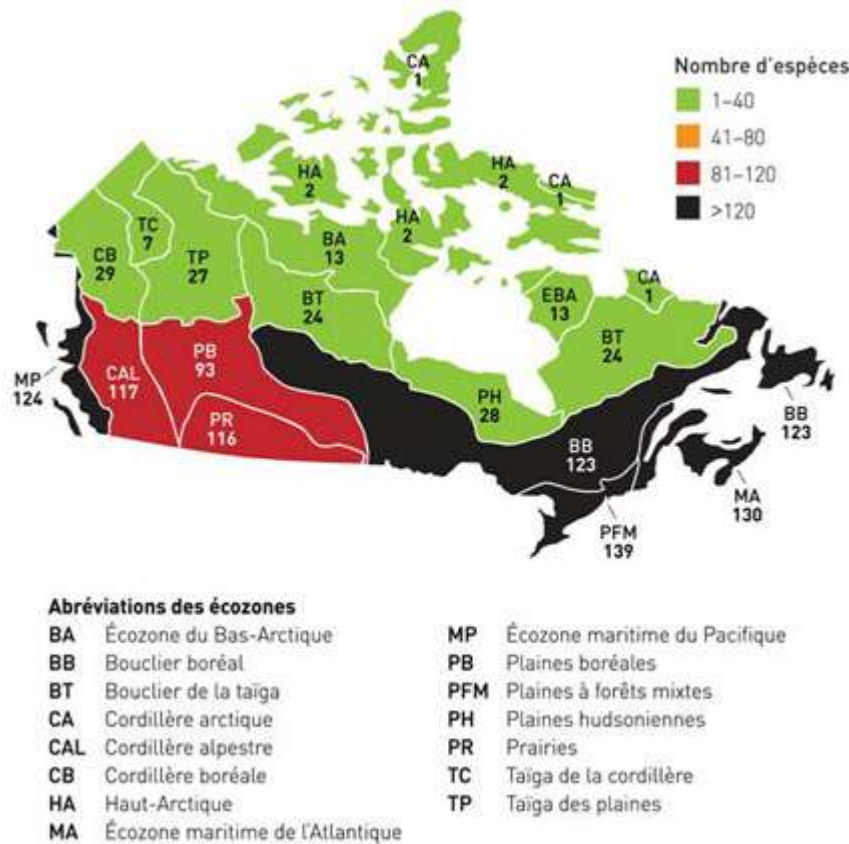 CA
1
Nombre d'espèces
1–40
41–80
81–120
>120
HA
2
HA
2
CA
1
HA
2
TC
7
CB
29
TP
27
BA
13
BT
24
EBA
13
CA
1
BT
24
MP
124
CAL
117
PB
93
PR
116
PH
28
BB
123
BB
123
MA
130
PFM
139
Abréviations des écozones
BA Écozone du Bas-Arctique
BB Bouclier boréal
BT Bouclier de la taïga
CA Cordillère arctique
CAL Cordillère alpestre
CB Cordillère boréale
HA Haut-Arctique
MA Écozone maritime de l'Atlantique
MP Écozone maritime du Pacifique
PB Plaines boréales
PFM Plaines à forêts mixtes
PH Plaines hudsoniennes
PR Prairies
TC Taïga de la cordillère
TP Taïga des plaines